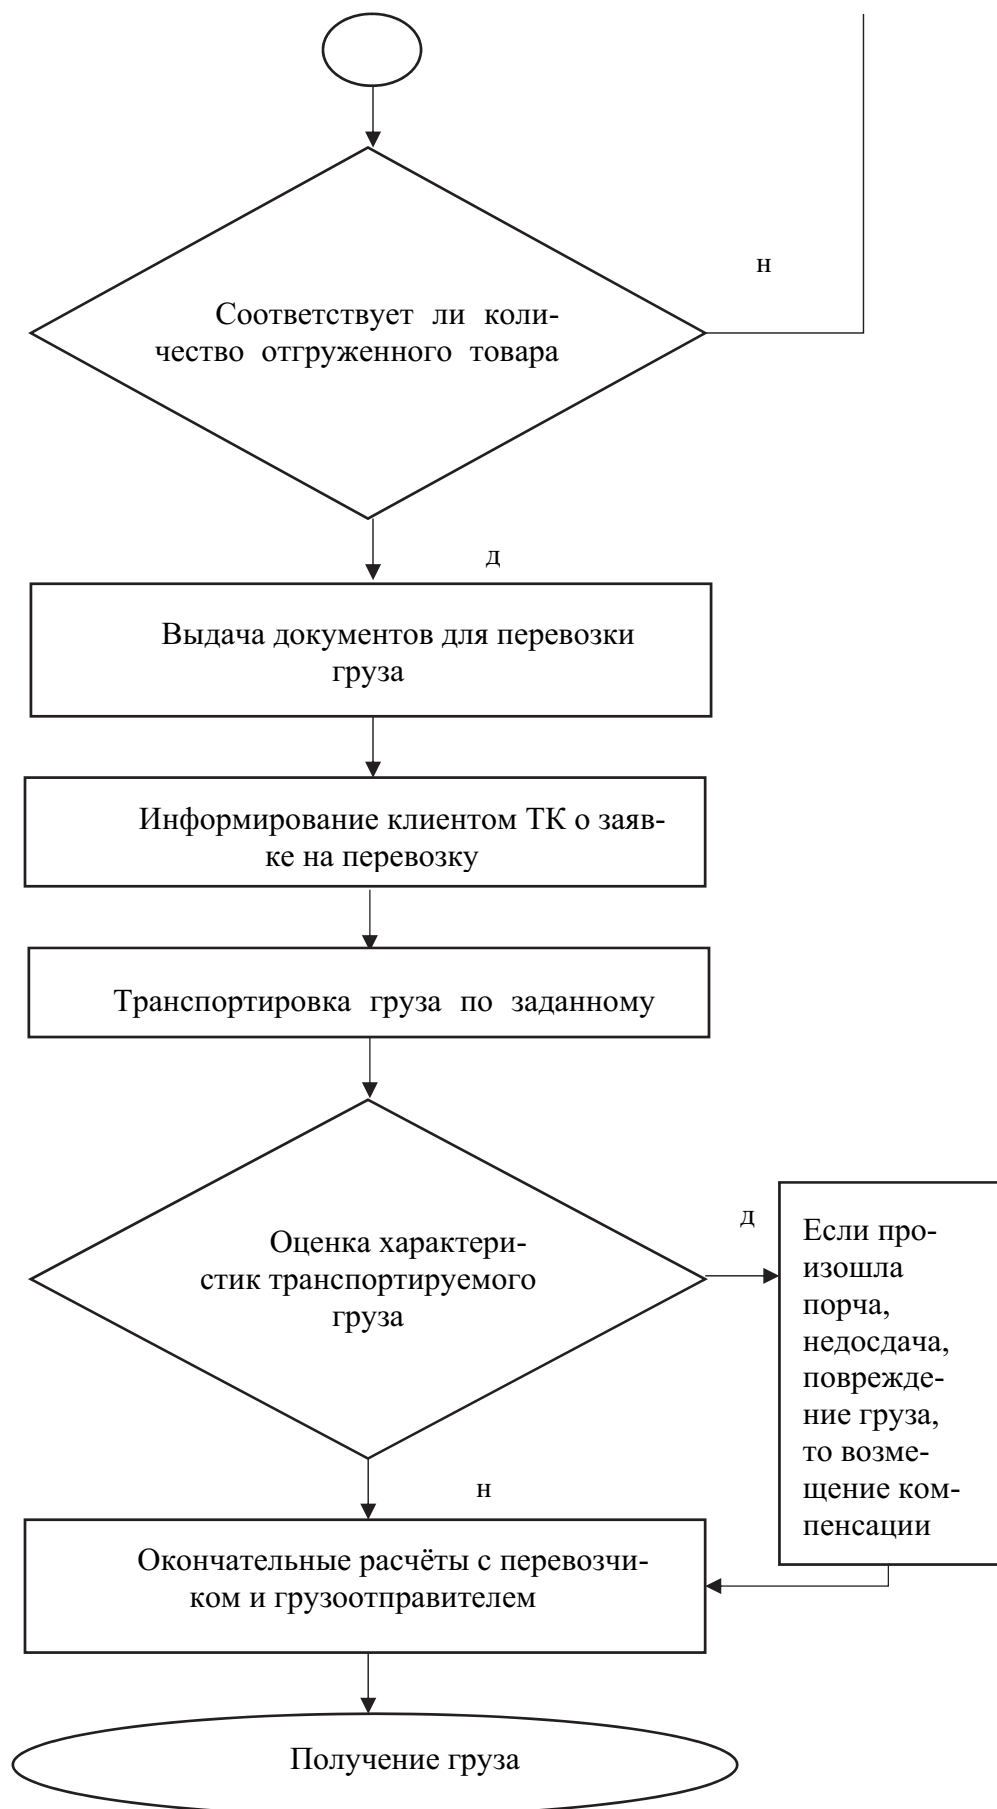 н
Соответствует ли коли-
чество отгруженного товара
д
Выдача документов для перевозки
груза
Информирование клиентом ТК о заяв-
ке на перевозку
Транспортировка груза по заданному
Оценка характери-
стик транспортируемого
груза
д
Если про-
изошла
порча,
недосдача,
поврежде-
ние груза,
то возме-
щение ком-
пенсации
н
Окончательные расчёты с перевозчи-
ком и грузоотправителем
Получение груза